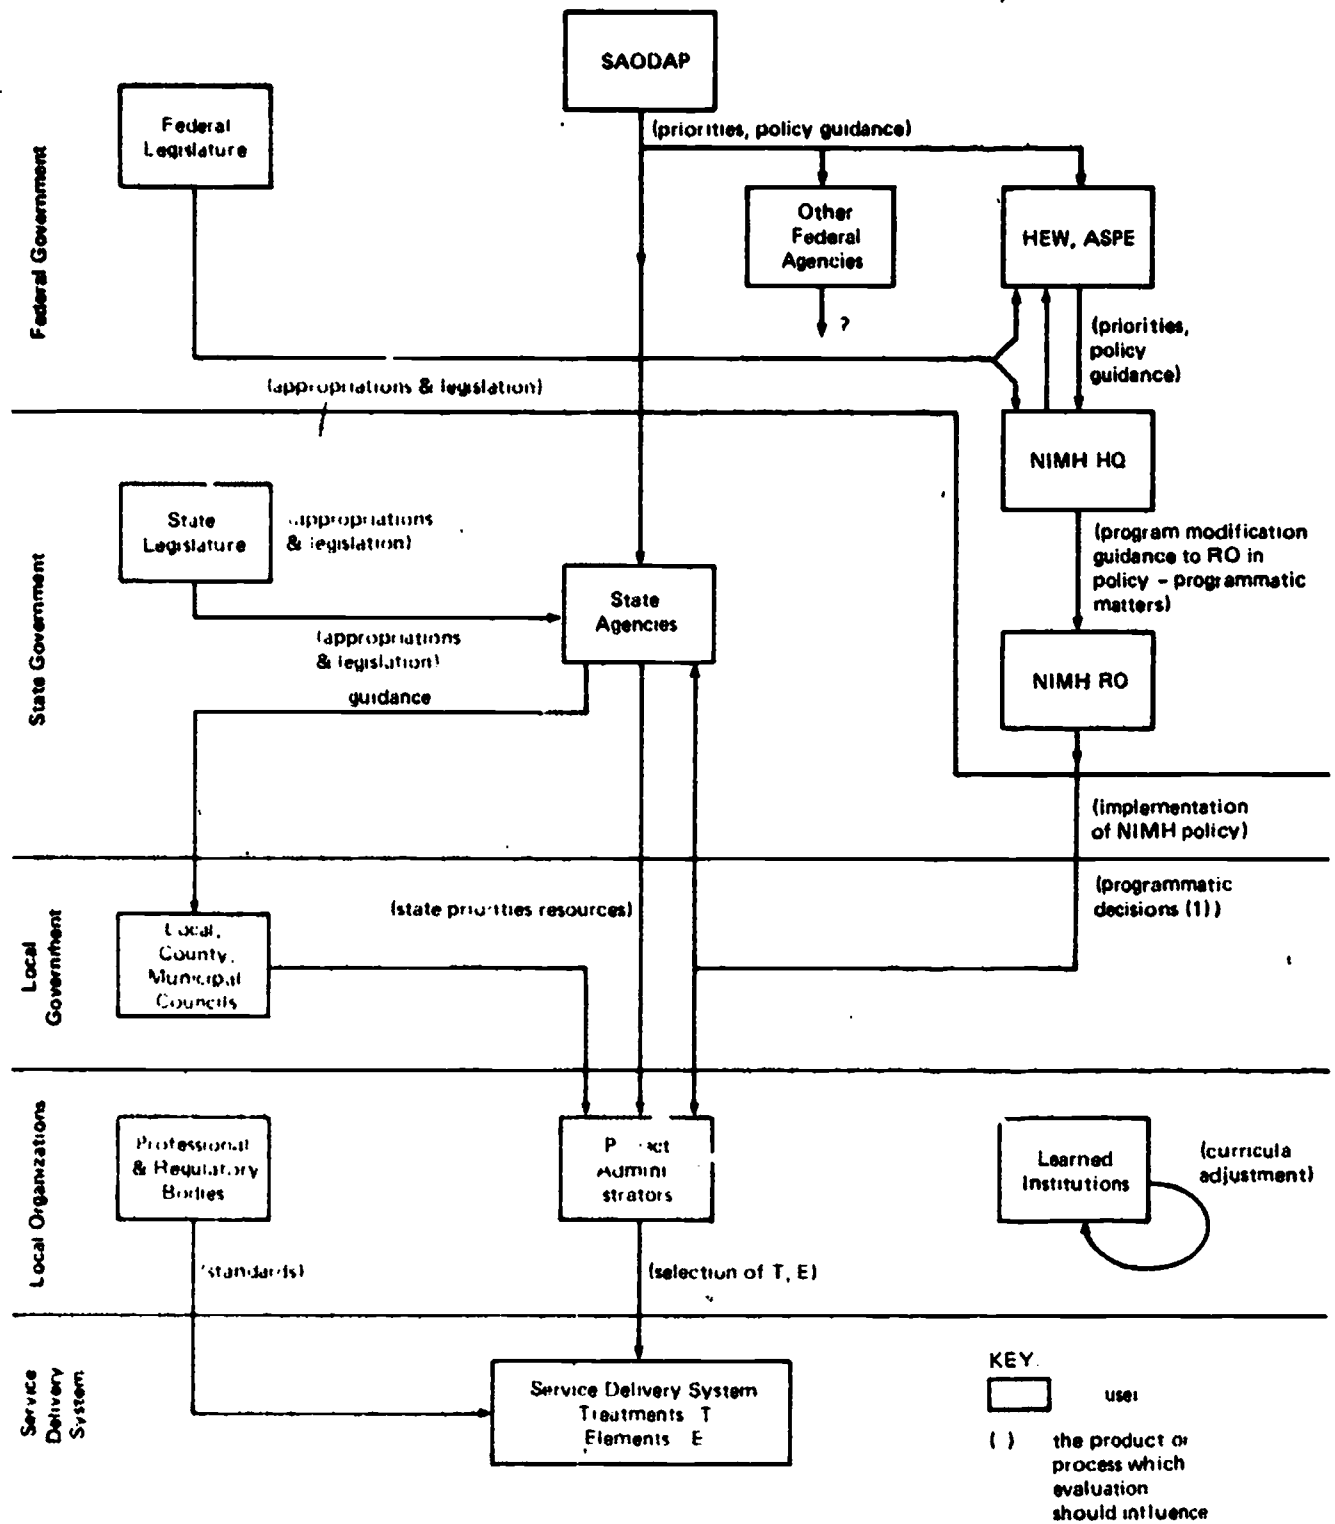 SAODAP
Federal
Legislature
(priorities, policy guidance)
Federal Government
Other
Federal
Agencies
HEW, ASPE
?
(priorities,
policy
guidance)
(appropriations & legislation)
NIMH HQ
State
Legislature
appropriations
& legislation)
(program modification
guidance to RO in
policy - programmatic
matters)
State Government
State
Agencies
(appropriations
& legislation)
guidance
NIMH RO
(implementation
of NIMH policy)
(programmatic
decisions (1))
(state priorities resources)
Local
Government
Local,
County,
Municipal
Councils
Local Organizations
Professional
& Regulatory
Bodies
Admini
strators
Learned
Institutions
(curricula
adjustment)
(standards)
(selection of T, E)
Service
Delivery
System
Service Delivery System
Treatments T
Elements E
KEY.
user
( ) the product or
process which
evaluation
should influence